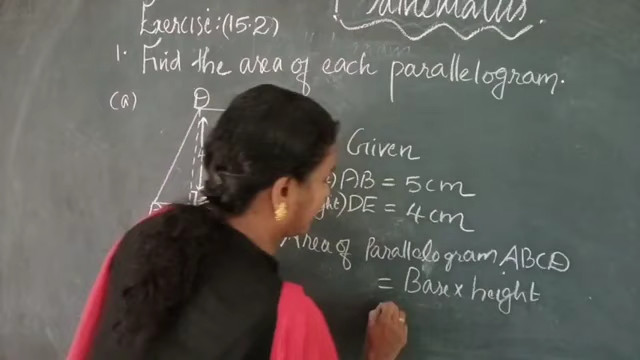 Mathematics.
Exercise:(15.2)
1. Find the area of each parallelogram.
(a) D
Given
AB = 5cm
DE = 4cm
Area of Parallelogram ABCD
= Base x height